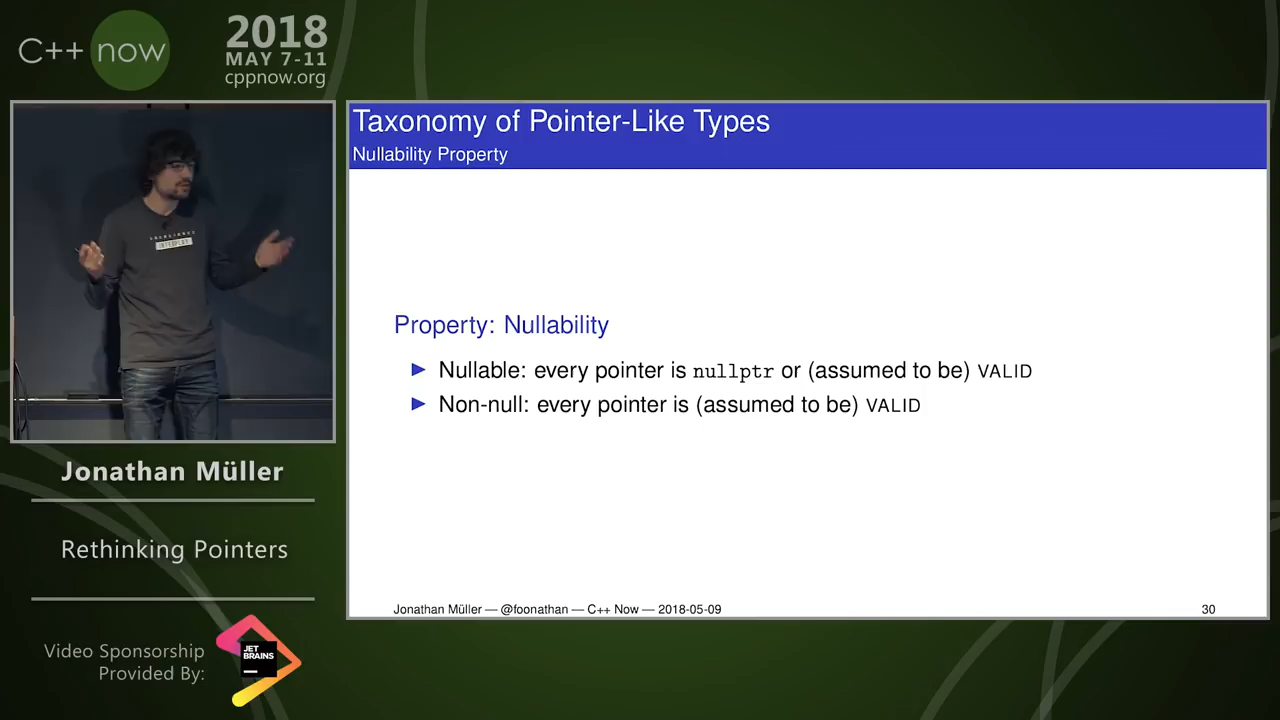 C++ now
2018
MAY 7-11
cppnow.org
Taxonomy of Pointer-Like Types
Nullability Property
Property: Nullability
Nullable: every pointer is nullptr or (assumed to be) VALID
Non-null: every pointer is (assumed to be) VALID
Jonathan Müller — @foonathan — C++ Now — 2018-05-09
30
Jonathan Müller
Rethinking Pointers
Video Sponsorship
Provided By:
JET
BRAINS